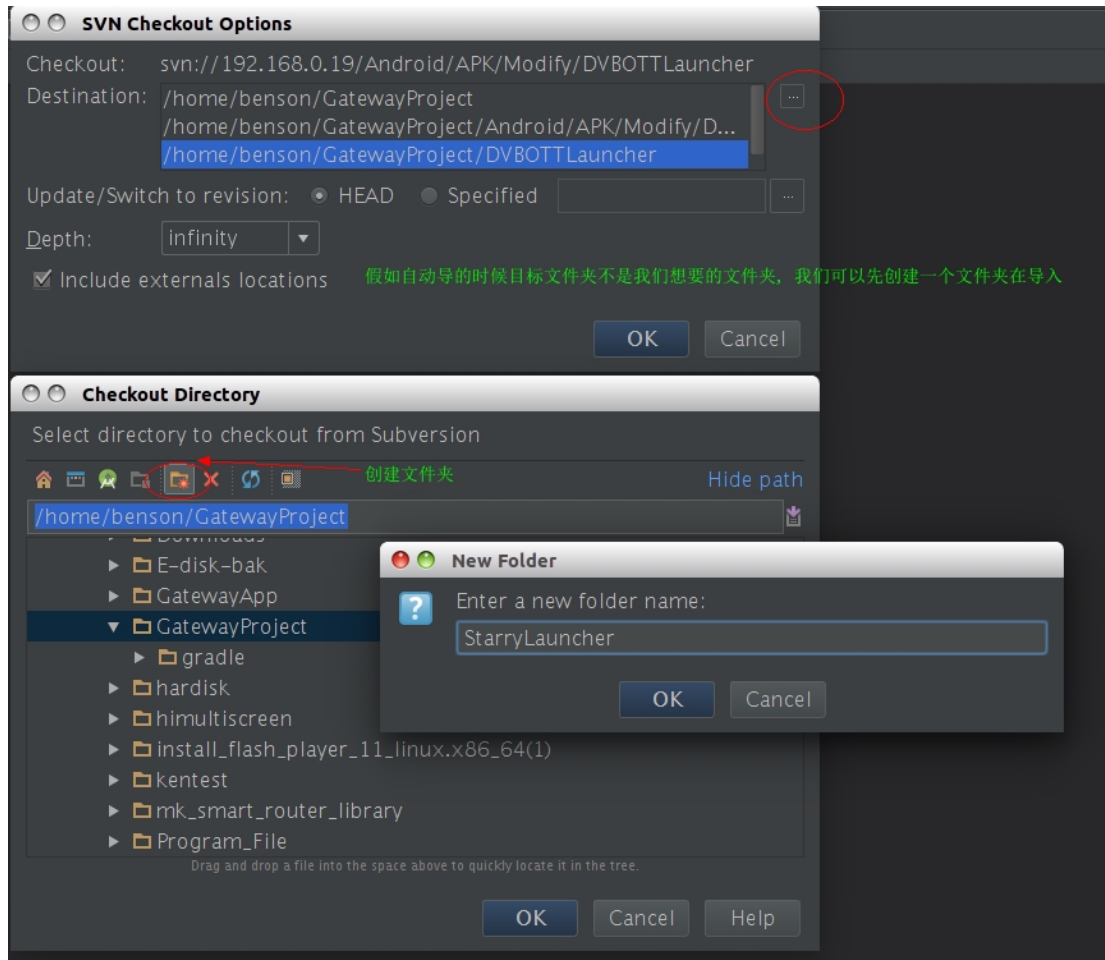 SVN Checkout Options
Checkout: svn://192.168.0.19/Android/APK/Modify/DVBOTTLauncher
Destination: /home/benson/GatewayProject
/home/benson/GatewayProject/Android/APK/Modify/D...
/home/benson/GatewayProject/DVBOTTLauncher
Update/Switch to revision: HEAD Specified
Depth: infinity
Include externals locations
假如自动导的时候目标文件夹不是我们想要的文件夹, 我们可以先创建一个文件夹在导入
OK Cancel
Checkout Directory
Select directory to checkout from Subversion
创建文件夹
Hide path
/home/benson/GatewayProject
Downloads
E-disk-bak
GatewayApp
GatewayProject
gradle
hardisk
himultiscreen
install_flash_player_11_linux.x86_64(1)
kentest
mk_smart_router_library
Program_File
Drag and drop a file into the space above to quickly locate it in the tree.
OK Cancel Help
New Folder
Enter a new folder name:
StarryLauncher
OK Cancel